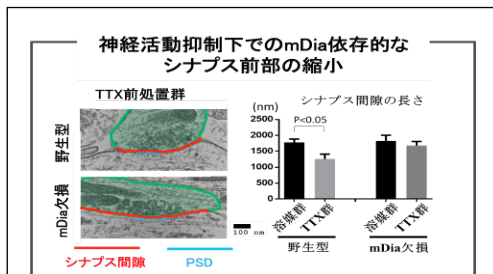 神経活動抑制下でのmDia依存的な
シナプス前部の縮小
TTX前処置群
野生型
mDia欠損
100 nm
シナプス間隙
PSD
シナプス間隙の長さ
(nm)
P<0.05
2500
2000
1500
1000
500
0
溶媒群
TTX群
溶媒群
TTX群
野生型
mDia欠損